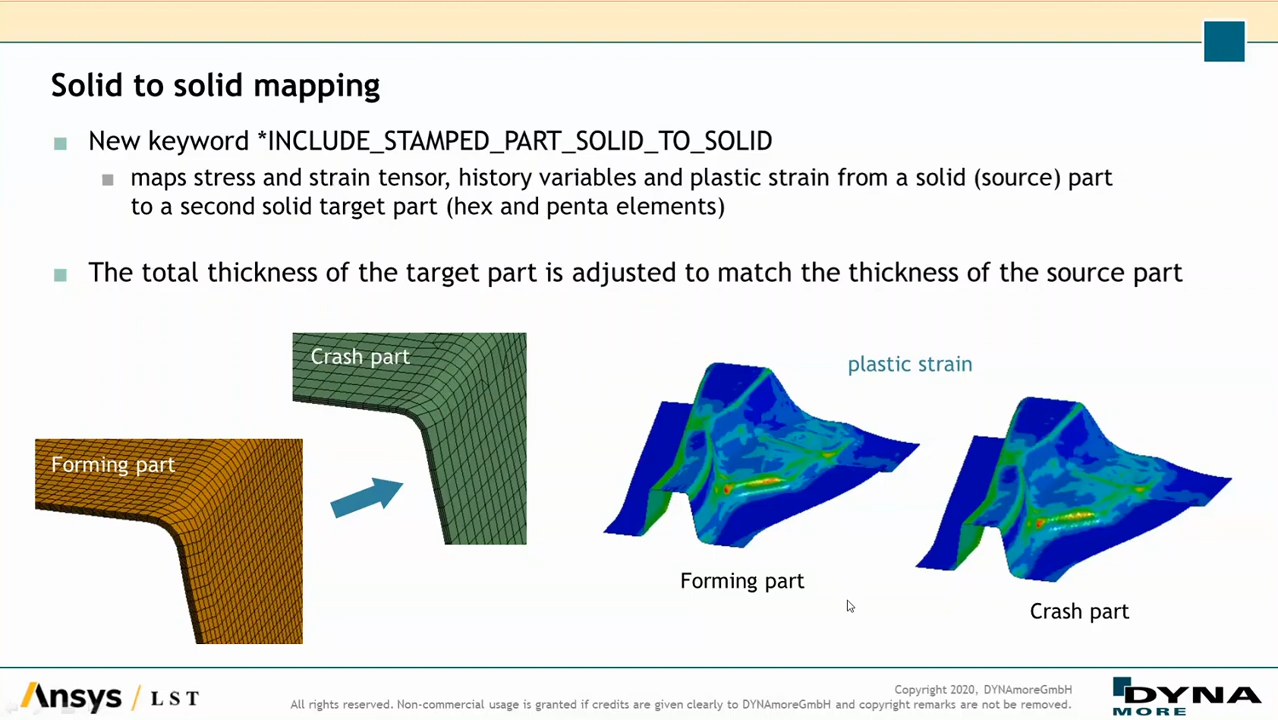 Solid to solid mapping
New keyword *INCLUDE_STAMPED_PART_SOLID_TO_SOLID
maps stress and strain tensor, history variables and plastic strain from a solid (source) part
to a second solid target part (hex and penta elements)
The total thickness of the target part is adjusted to match the thickness of the source part
Crash part
Forming part
plastic strain
Forming part
Crash part
Ansys / LST
Copyright 2020, DYNAmoreGmbH
All rights reserved. Non-commercial usage is granted if credits are given clearly to DYNAmoreGmbH and copyright remarks are not be removed.
DYNA
MORE